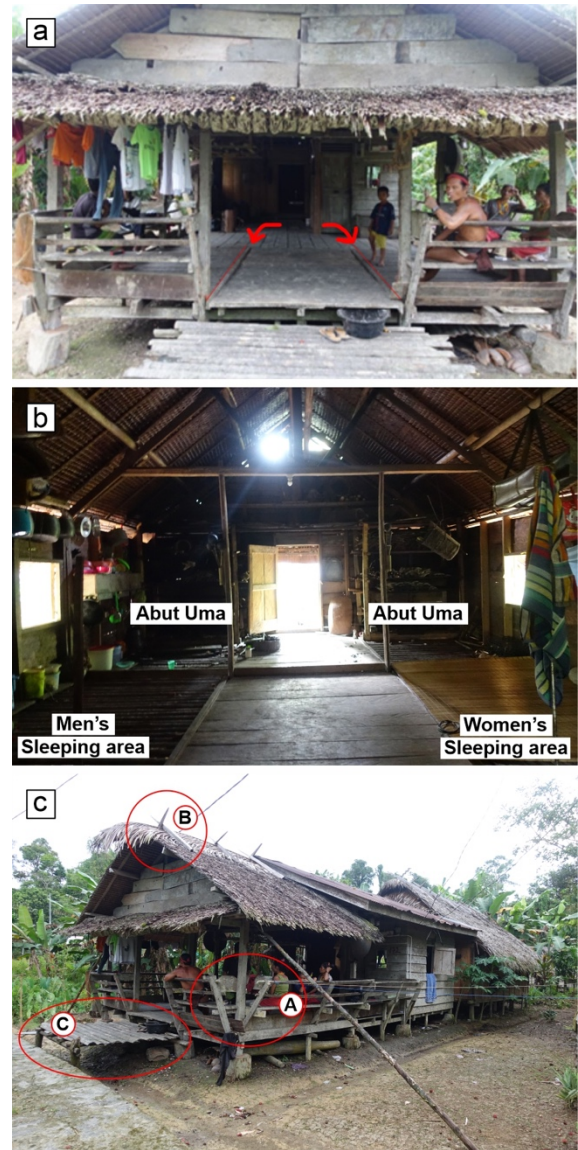 a
b
Abut Uma
Abut Uma
Men's
Sleeping area
Women's
Sleeping area
c
B
A
C